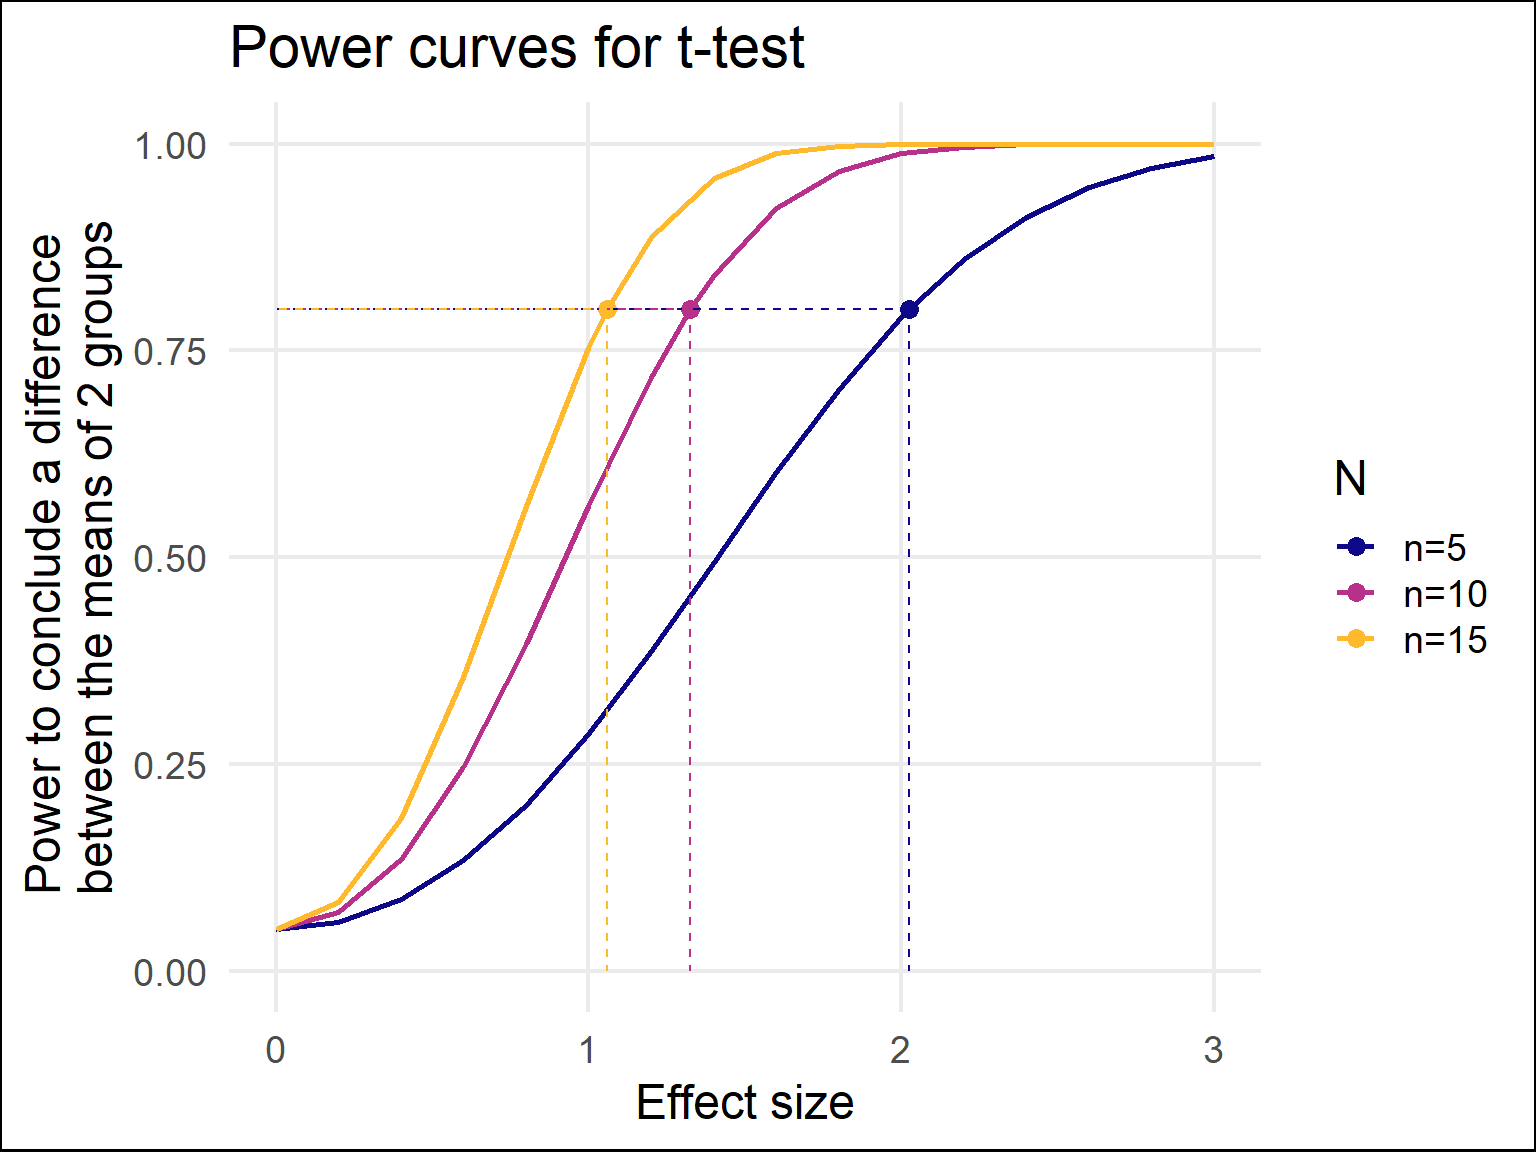 Power curves for t-test
Power to conclude a difference
between the means of 2 groups
1.00
0.75
0.50
0.25
0.00
0
1
2
3
Effect size
N
n=5
n=10
n=15